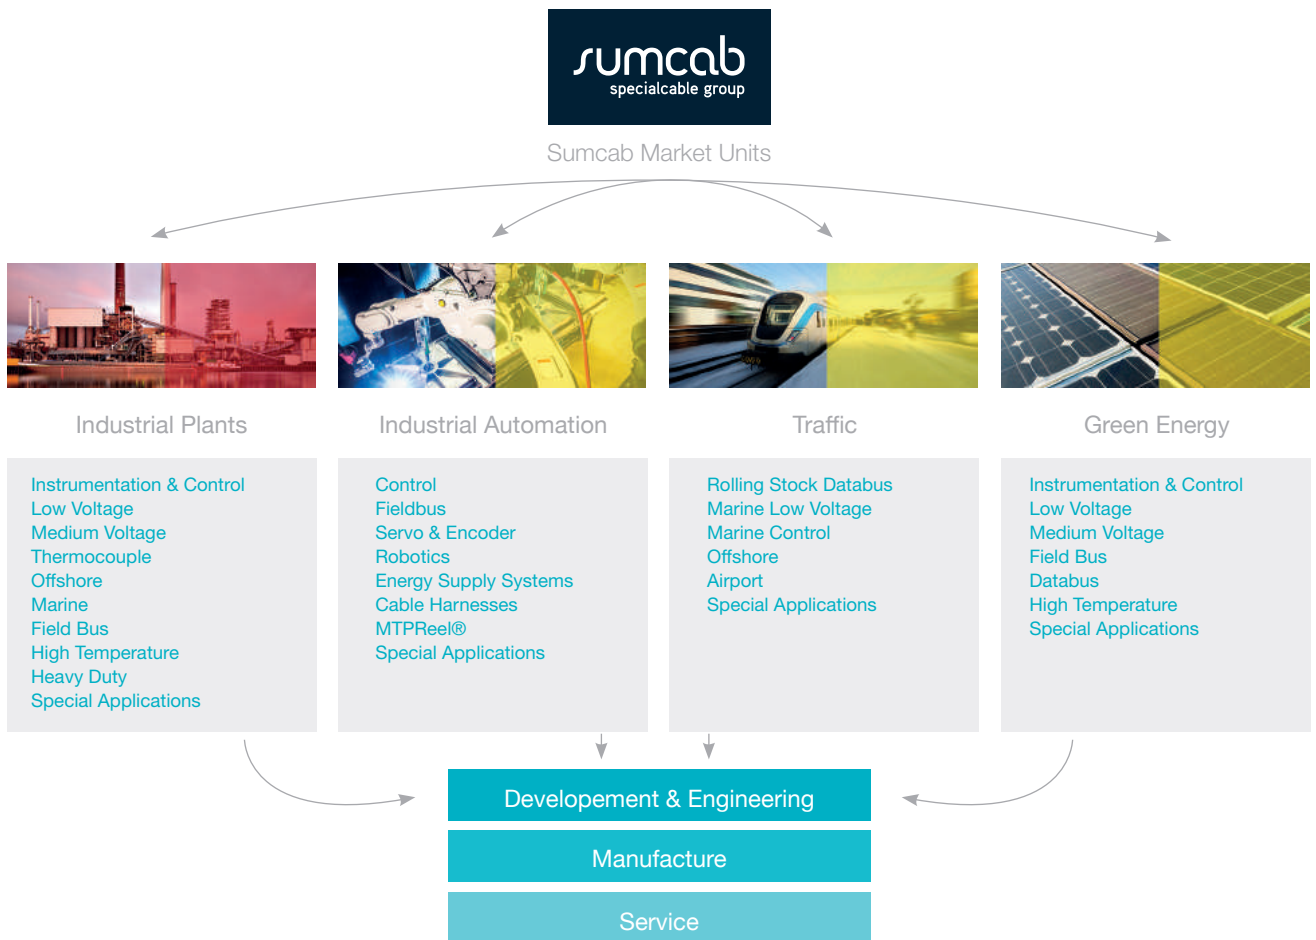 sumcab
specialcable group
Sumcab Market Units
Industrial Plants
Instrumentation & Control
Low Voltage
Medium Voltage
Thermocouple
Offshore
Marine
Field Bus
High Temperature
Heavy Duty
Special Applications
Industrial Automation
Control
Fieldbus
Servo & Encoder
Robotics
Energy Supply Systems
Cable Harnesses
MTPReel®
Special Applications
Traffic
Rolling Stock Databus
Marine Low Voltage
Marine Control
Offshore
Airport
Special Applications
Green Energy
Instrumentation & Control
Low Voltage
Medium Voltage
Field Bus
Databus
High Temperature
Special Applications
Developement & Engineering
Manufacture
Service